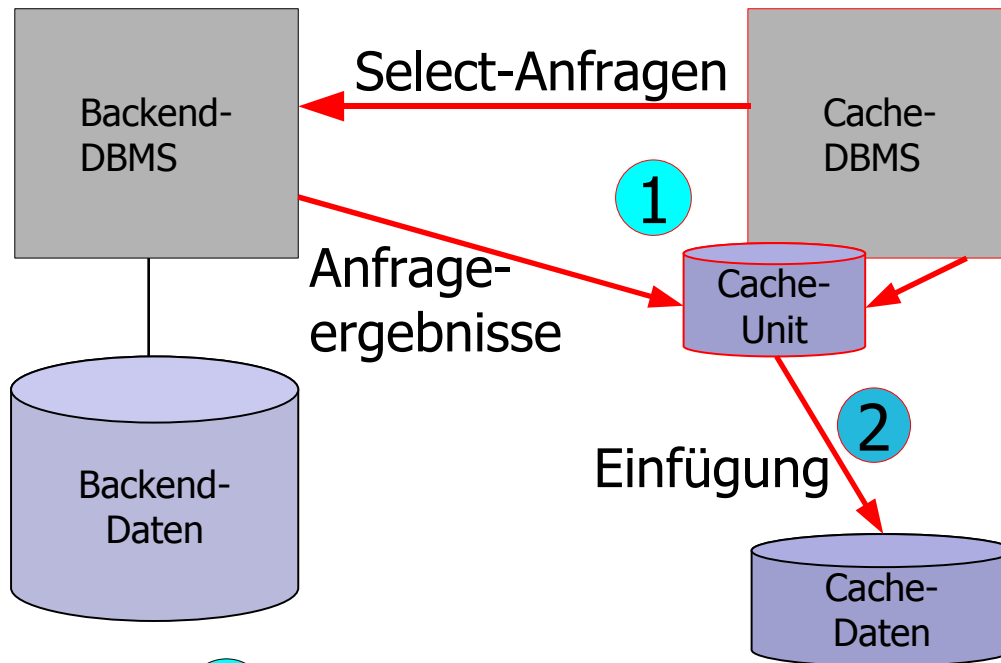 Select-Anfragen
Backend-
DBMS
Cache-
DBMS
1
Anfrage-
ergebnisse
Cache-
Unit
2
Einfügung
Backend-
Daten
Cache-
Daten